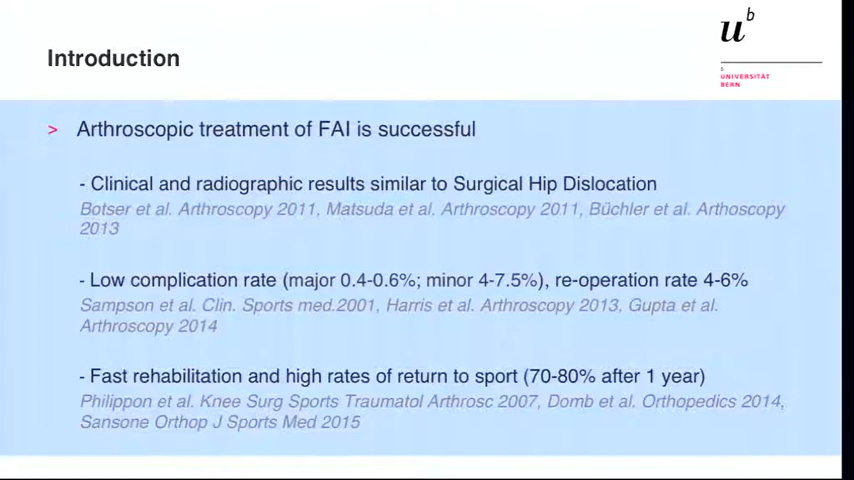 Introduction
u b
UNIVERSITÄT
BERN
> Arthroscopic treatment of FAI is successful
- Clinical and radiographic results similar to Surgical Hip Dislocation
Botser et al. Arthroscopy 2011, Matsuda et al. Arthroscopy 2011, Büchler et al. Arthoscopy
2013
- Low complication rate (major 0.4-0.6%; minor 4-7.5%), re-operation rate 4-6%
Sampson et al. Clin. Sports med.2001, Harris et al. Arthroscopy 2013, Gupta et al.
Arthroscopy 2014
- Fast rehabilitation and high rates of return to sport (70-80% after 1 year)
Philippon et al. Knee Surg Sports Traumatol Arthrosc 2007, Domb et al. Orthopedics 2014,
Sansone Orthop J Sports Med 2015